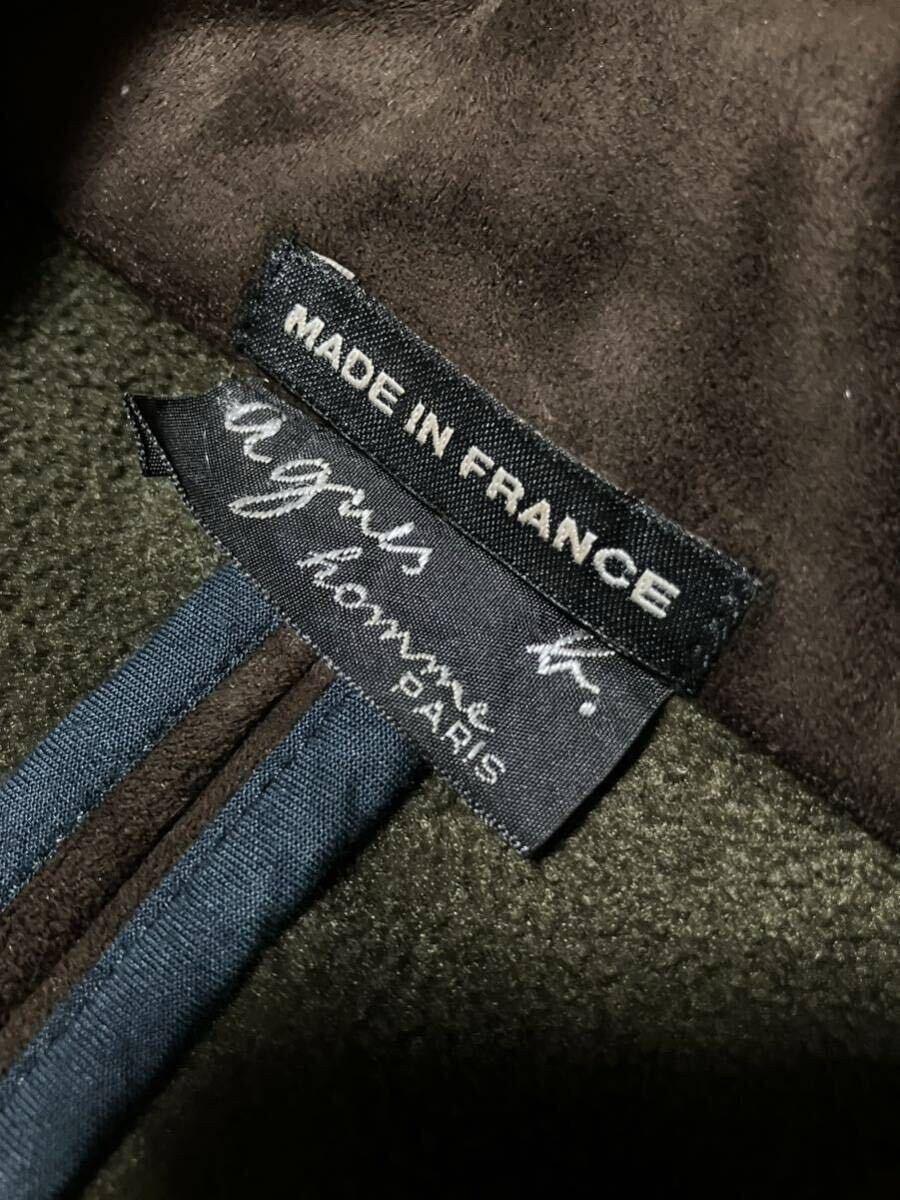 MADE IN FRANCE
agnès b.
homme
PARIS